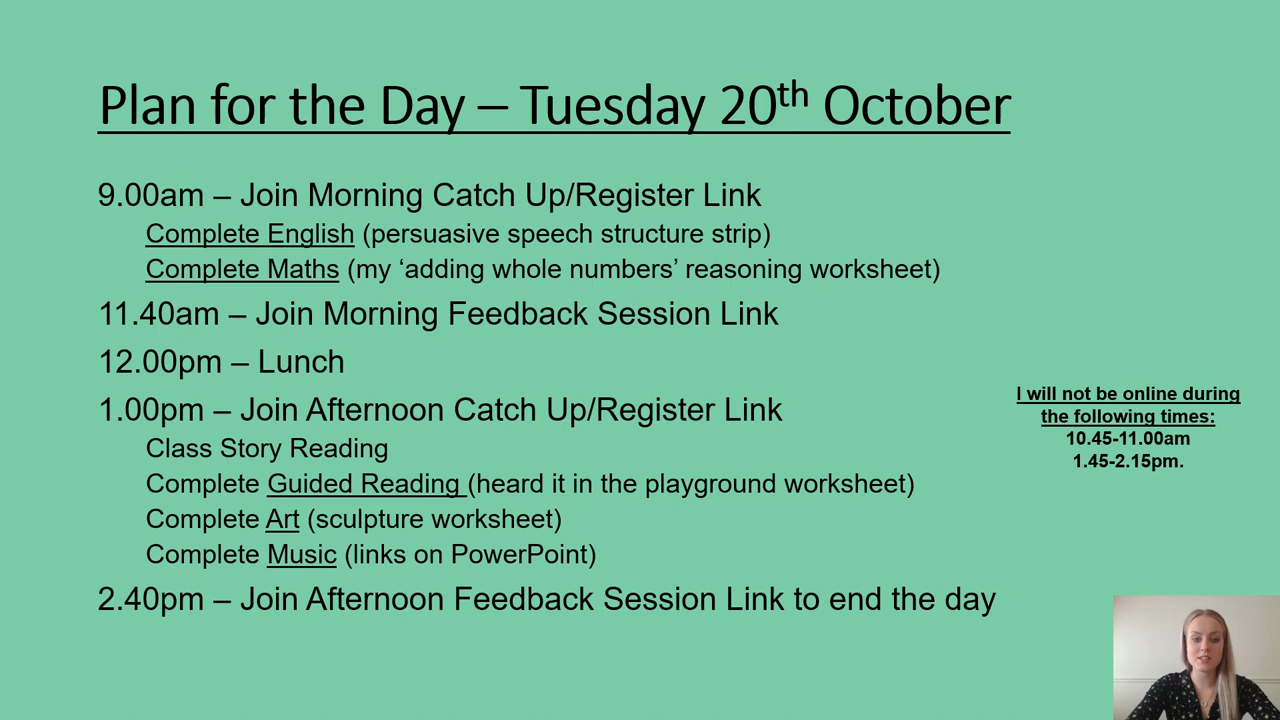 Plan for the Day – Tuesday 20th October
9.00am – Join Morning Catch Up/Register Link
Complete English (persuasive speech structure strip)
Complete Maths (my ‘adding whole numbers’ reasoning worksheet)
11.40am – Join Morning Feedback Session Link
12.00pm – Lunch
1.00pm – Join Afternoon Catch Up/Register Link
Class Story Reading
Complete Guided Reading (heard it in the playground worksheet)
Complete Art (sculpture worksheet)
Complete Music (links on PowerPoint)
2.40pm – Join Afternoon Feedback Session Link to end the day
I will not be online during
the following times:
10.45-11.00am
1.45-2.15pm.